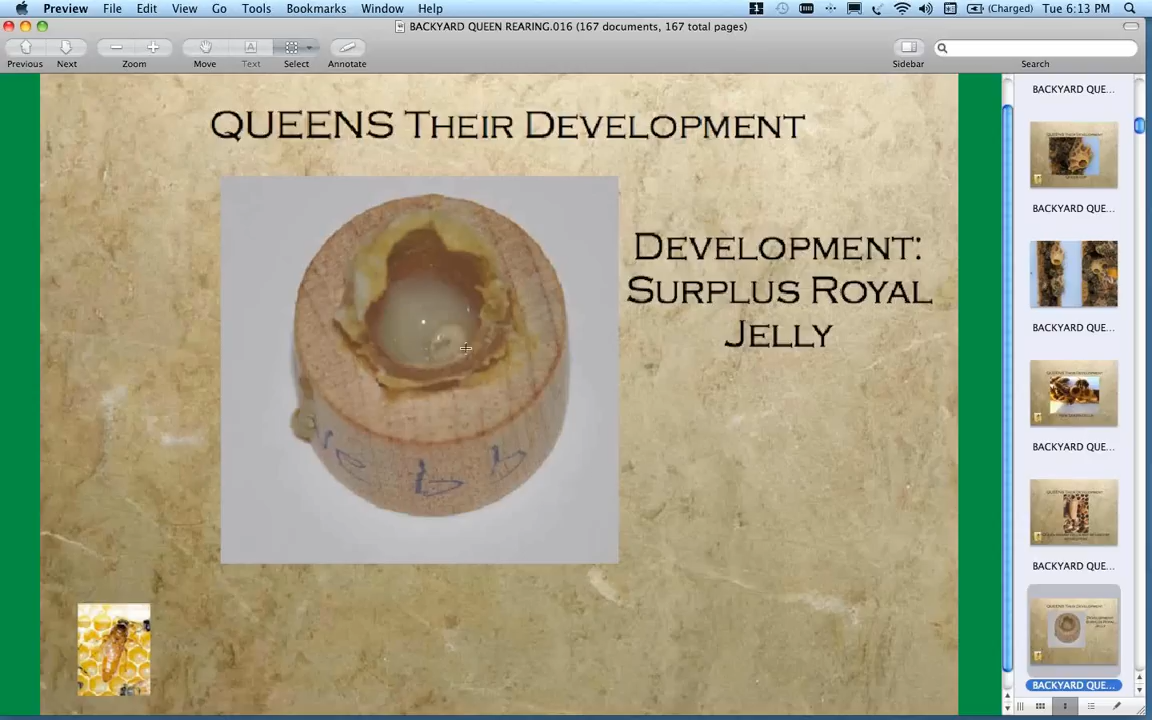 Preview File Edit View Go Tools Bookmarks Window Help
1 (Charged) Tue 6:13 PM
BACKYARD QUEEN REARING.016 (167 documents, 167 total pages)
Previous Next Zoom Move Text Select Annotate Sidebar Search
QUEENS THEIR DEVELOPMENT
DEVELOPMENT:
SURPLUS ROYAL
JELLY
BACKYARD QUE...
BACKYARD QUE...
BACKYARD QUE...
BACKYARD QUE...
BACKYARD QUE...
BACKYARD QUE...